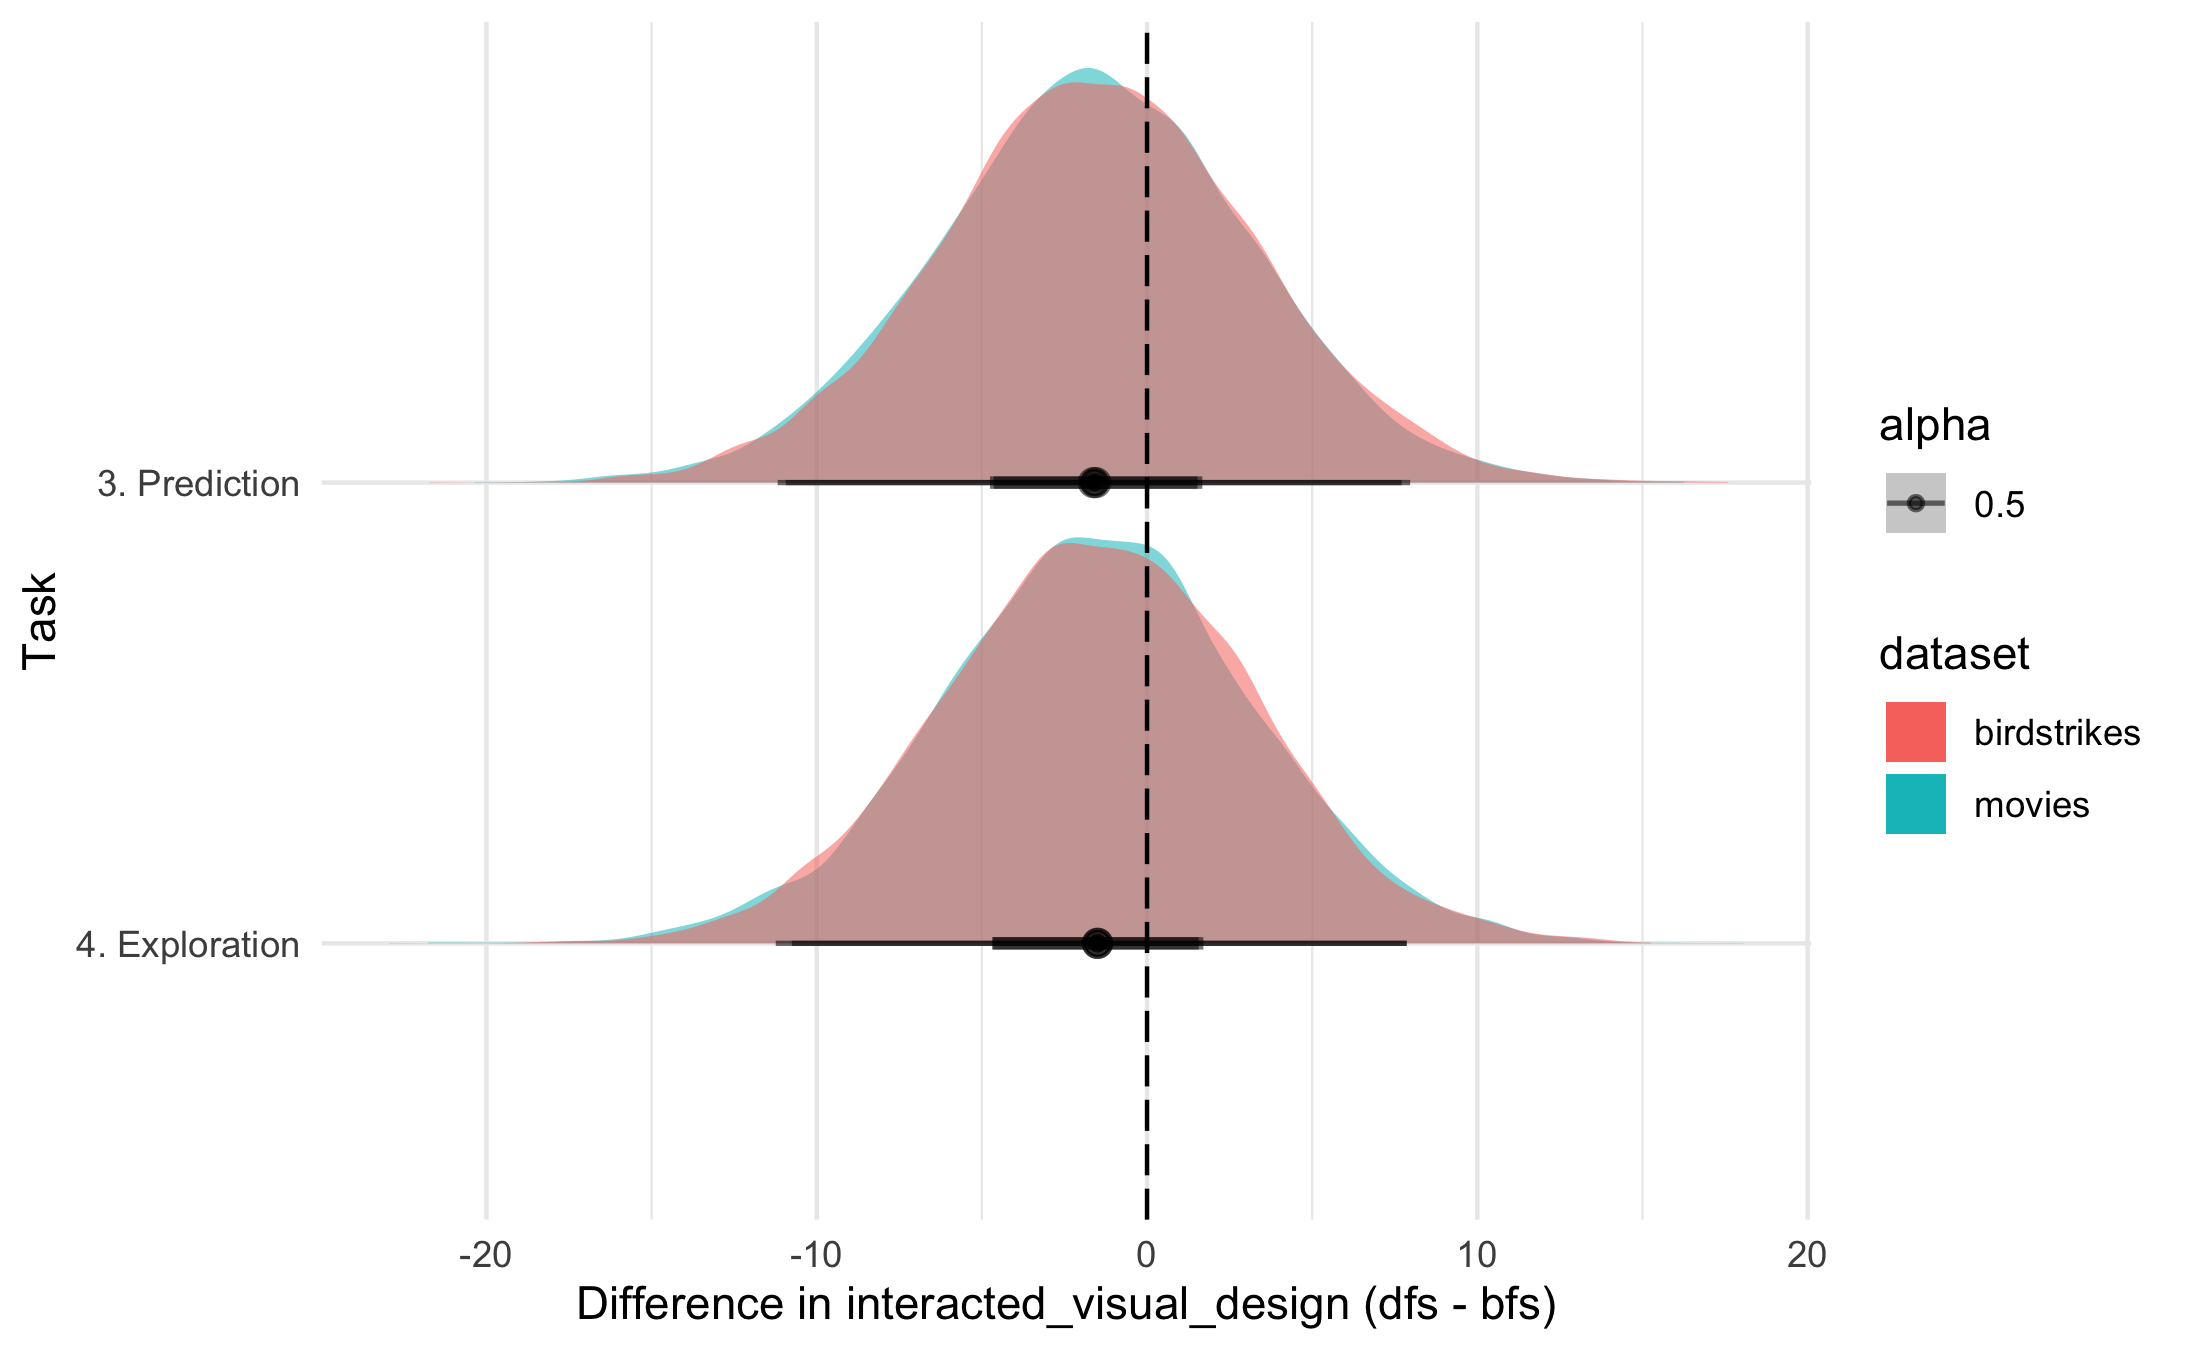 3. Prediction
4. Exploration
Task
-20
-10
0
10
20
Difference in interacted_visual_design (dfs - bfs)
alpha
0.5
dataset
birdstrikes
movies